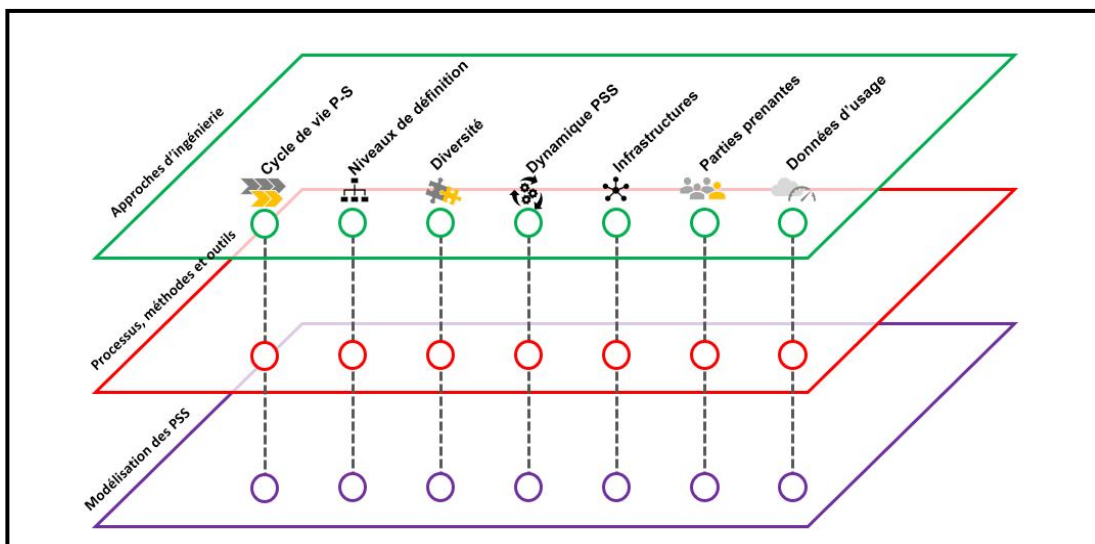 Approches d'ingénierie
Cycle de vie P-S
Niveaux de définition
Diversité
Dynamique PSS
Infrastructures
Parties prenantes
Données d'usage
Processus, méthodes et outils
Modélisation des PSS